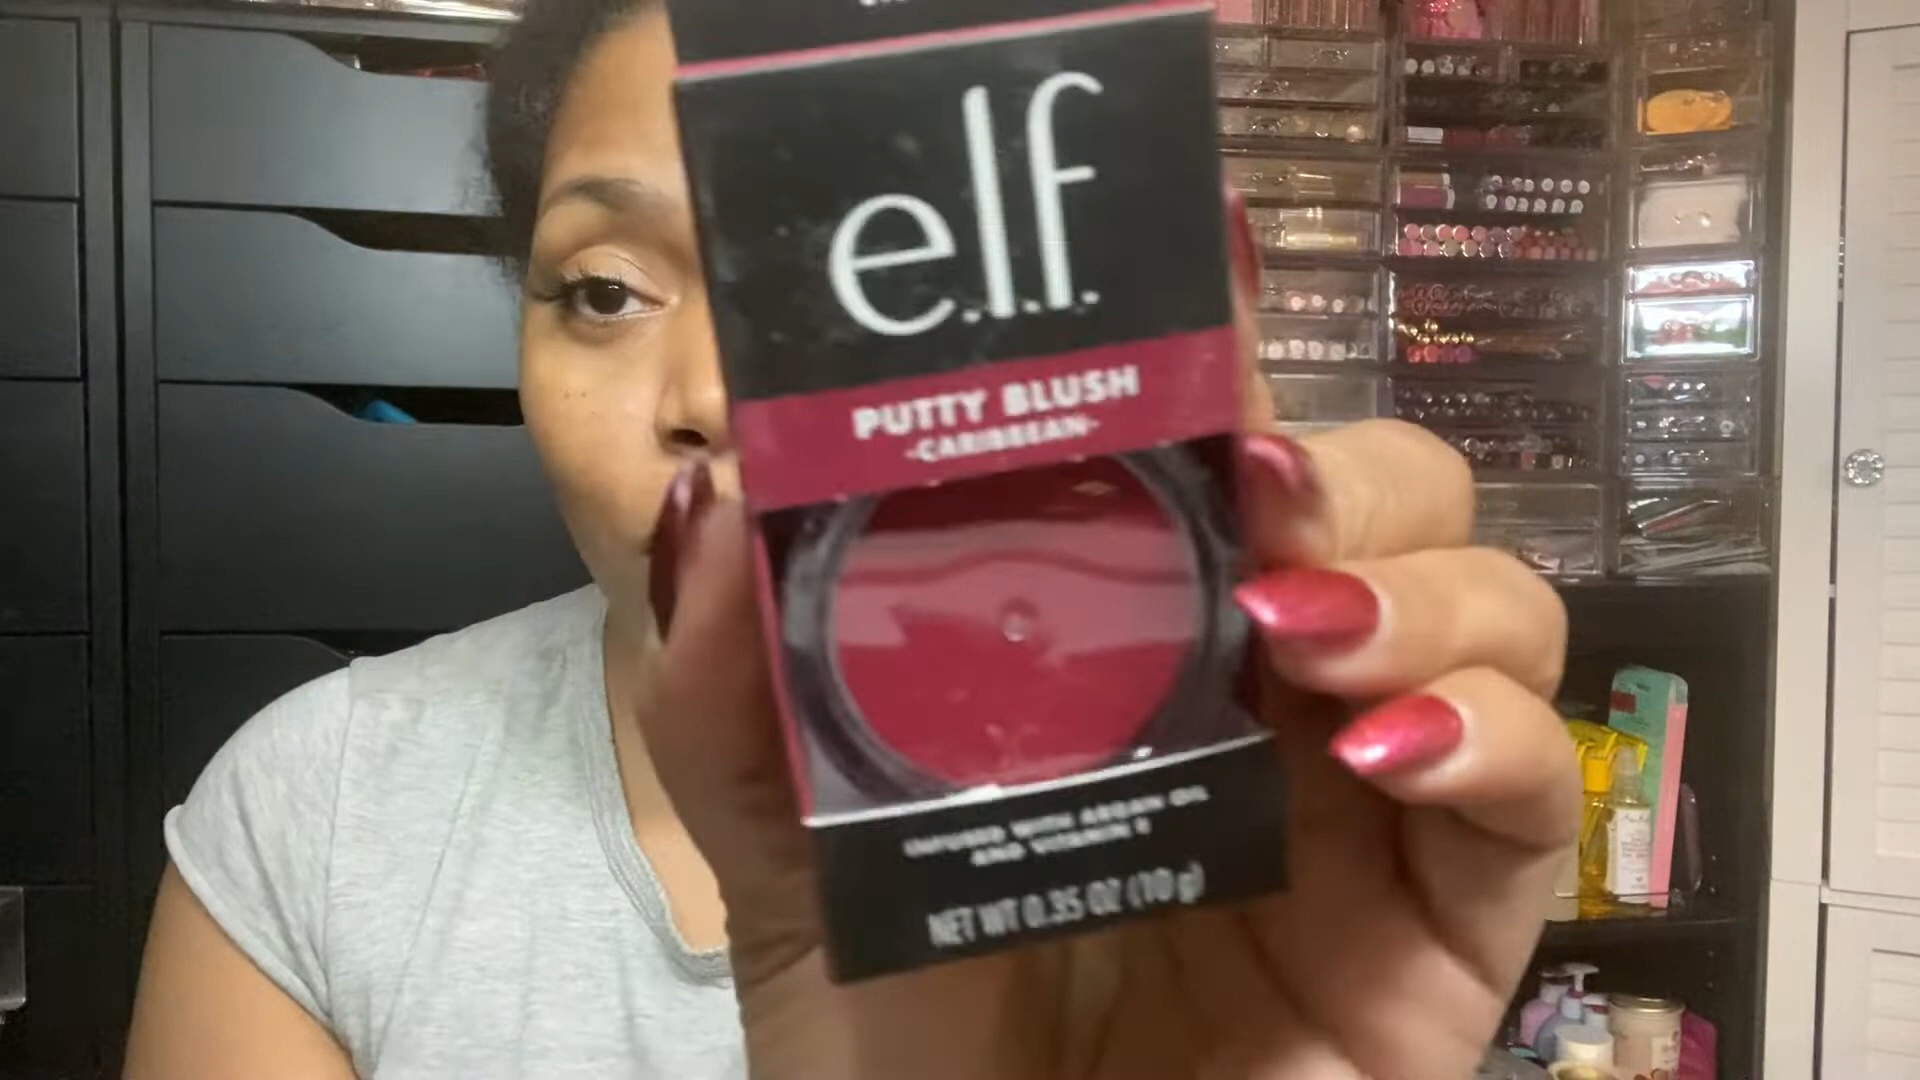 e.l.f.
PUTTY BLUSH
-CARIBBEAN-
INFUSED WITH ARGAN OIL
AND VITAMIN E
NET WT 0.35 OZ (10 g)